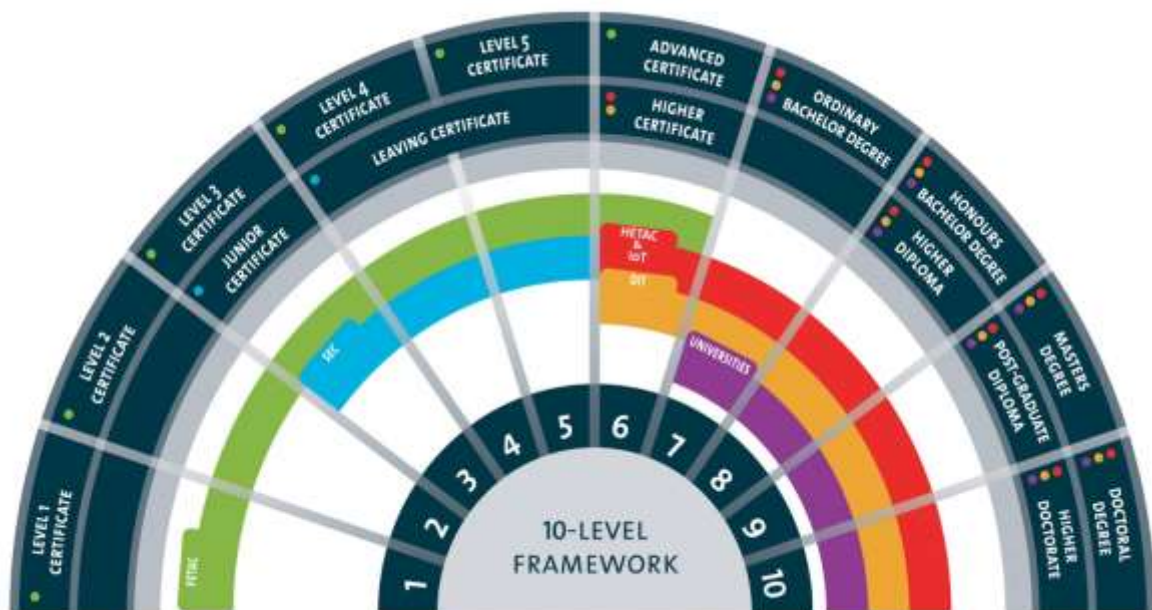 LEVEL 1
CERTIFICATE
LEVEL 2
CERTIFICATE
LEVEL 3
CERTIFICATE
LEVEL 4
CERTIFICATE
LEVEL 5
CERTIFICATE
ADVANCED
CERTIFICATE
ORDINARY
BACHELOR DEGREE
HONOURS
BACHELOR DEGREE
MASTERS
DEGREE
DOCTORAL
DEGREE
JUNIOR
CERTIFICATE
LEAVING CERTIFICATE
HIGHER
CERTIFICATE
HIGHER
DIPLOMA
POST-GRADUATE
DIPLOMA
HIGHER
DOCTORATE
FETAC
SEC
HETAC
&
IoT
DIT
UNIVERSITIES
1
2
3
4
5
6
7
8
9
10
10-LEVEL
FRAMEWORK